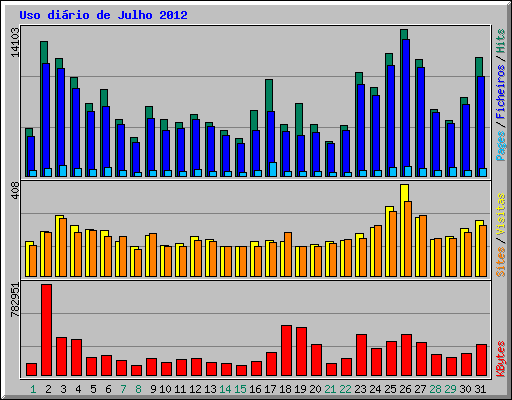 Uso diário de Julho 2012
14103
Pages / Ficheiros / Hits
408
Sites / Visitas
782951
KBytes
1 2 3 4 5 6 7 8 9 10 11 12 13 14 15 16 17 18 19 20 21 22 23 24 25 26 27 28 29 30 31